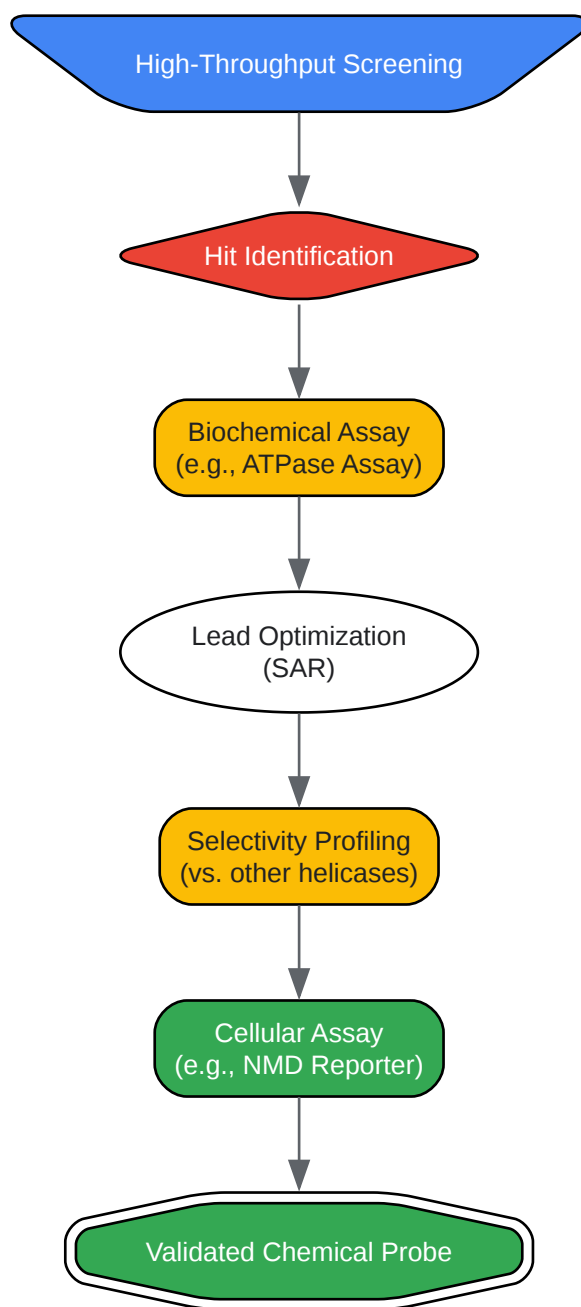 High-Throughput Screening
Hit Identification
Biochemical Assay
(e.g., ATPase Assay)
Lead Optimization
(SAR)
Selectivity Profiling
(vs. other helicases)
Cellular Assay
(e.g., NMD Reporter)
Validated Chemical Probe